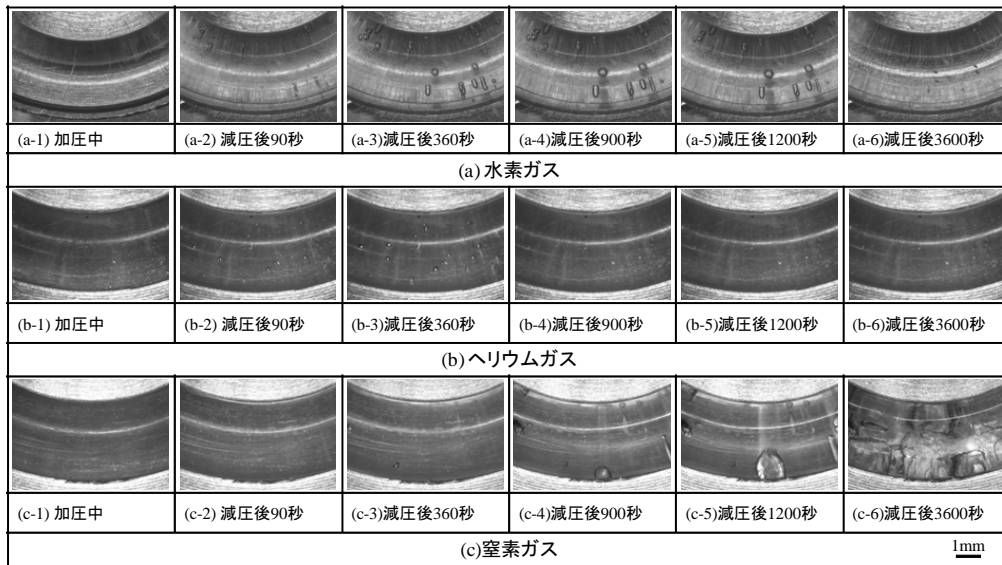 (a-1) 加圧中 (a-2) 減圧後90秒 (a-3)減圧後360秒 (a-4)減圧後900秒 (a-5)減圧後1200秒 (a-6)減圧後3600秒
(a) 水素ガス
(b-1) 加圧中 (b-2) 減圧後90秒 (b-3)減圧後360秒 (b-4)減圧後900秒 (b-5)減圧後1200秒 (b-6)減圧後3600秒
(b) ヘリウムガス
(c-1) 加圧中 (c-2) 減圧後90秒 (c-3)減圧後360秒 (c-4)減圧後900秒 (c-5)減圧後1200秒 (c-6)減圧後3600秒
(c)窒素ガス 1mm